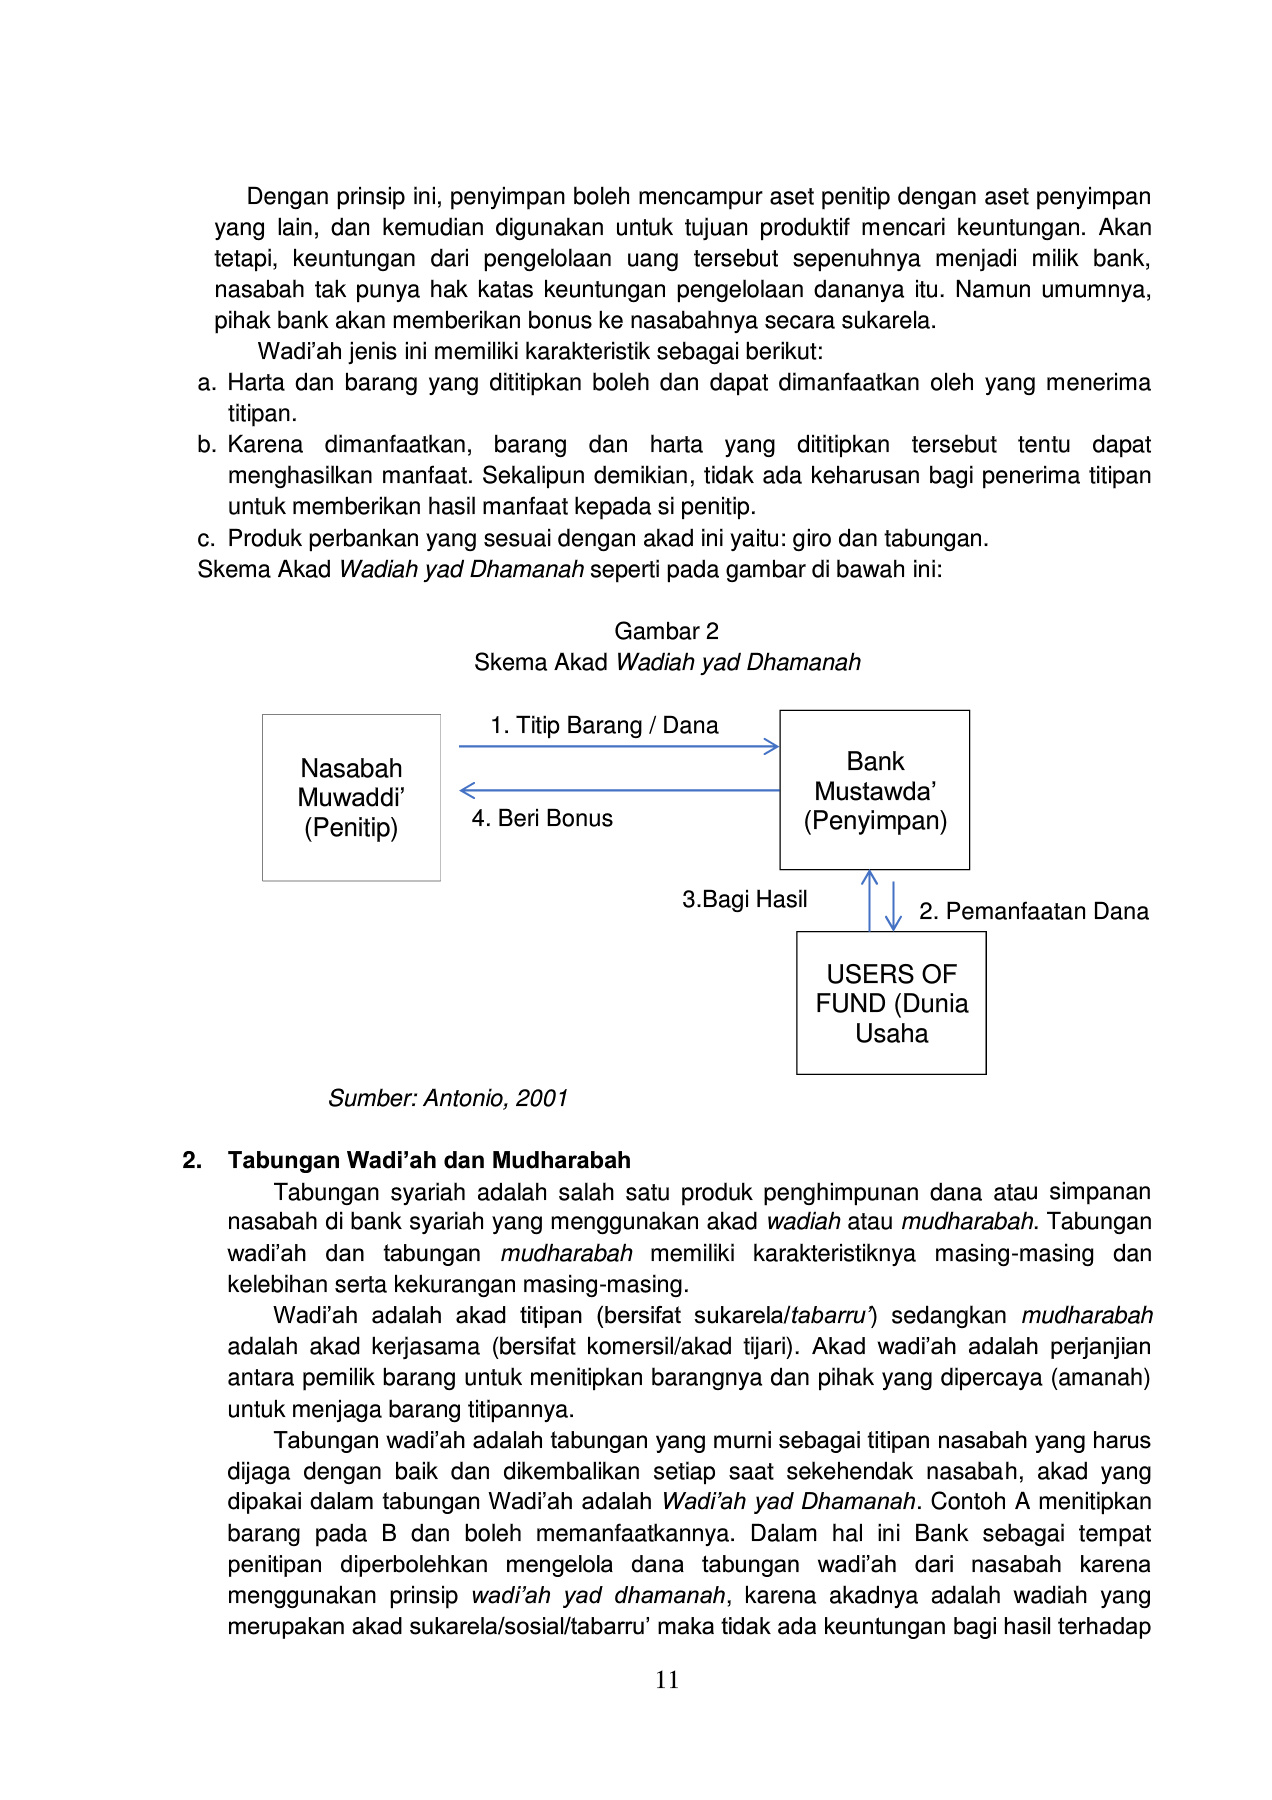 Dengan prinsip ini, penyimpan boleh mencampur aset penitip dengan aset penyimpan
yang lain, dan kemudian digunakan untuk tujuan produktif mencari keuntungan. Akan
tetapi, keuntungan dari pengelolaan uang tersebut sepenuhnya menjadi milik bank,
nasabah tak punya hak katas keuntungan pengelolaan dananya itu. Namun umumnya,
pihak bank akan memberikan bonus ke nasabahnya secara sukarela.
Wadi’ah jenis ini memiliki karakteristik sebagai berikut:
a. Harta dan barang yang dititipkan boleh dan dapat dimanfaatkan oleh yang menerima
titipan.
b. Karena dimanfaatkan, barang dan harta yang dititipkan tersebut tentu dapat
menghasilkan manfaat. Sekalipun demikian, tidak ada keharusan bagi penerima titipan
untuk memberikan hasil manfaat kepada si penitip.
c. Produk perbankan yang sesuai dengan akad ini yaitu: giro dan tabungan.
Skema Akad Wadiah yad Dhamanah seperti pada gambar di bawah ini:
Gambar 2
Skema Akad Wadiah yad Dhamanah
1. Titip Barang / Dana
Nasabah
Muwaddi’
(Penitip)
Bank
Mustawda’
(Penyimpan)
4. Beri Bonus
3.Bagi Hasil
2. Pemanfaatan Dana
USERS OF
FUND (Dunia
Usaha
Sumber: Antonio, 2001
2. Tabungan Wadi’ah dan Mudharabah
Tabungan syariah adalah salah satu produk penghimpunan dana atau simpanan
nasabah di bank syariah yang menggunakan akad wadiah atau mudharabah. Tabungan
wadi’ah dan tabungan mudharabah memiliki karakteristiknya masing-masing dan
kelebihan serta kekurangan masing-masing.
Wadi’ah adalah akad titipan (bersifat sukarela/tabarru’) sedangkan mudharabah
adalah akad kerjasama (bersifat komersil/akad tijari). Akad wadi’ah adalah perjanjian
antara pemilik barang untuk menitipkan barangnya dan pihak yang dipercaya (amanah)
untuk menjaga barang titipannya.
Tabungan wadi’ah adalah tabungan yang murni sebagai titipan nasabah yang harus
dijaga dengan baik dan dikembalikan setiap saat sekehendak nasabah, akad yang
dipakai dalam tabungan Wadi’ah adalah Wadi’ah yad Dhamanah. Contoh A menitipkan
barang pada B dan boleh memanfaatkannya. Dalam hal ini Bank sebagai tempat
penitipan diperbolehkan mengelola dana tabungan wadi’ah dari nasabah karena
menggunakan prinsip wadi’ah yad dhamanah, karena akadnya adalah wadiah yang
merupakan akad sukarela/sosial/tabarru’ maka tidak ada keuntungan bagi hasil terhadap
11